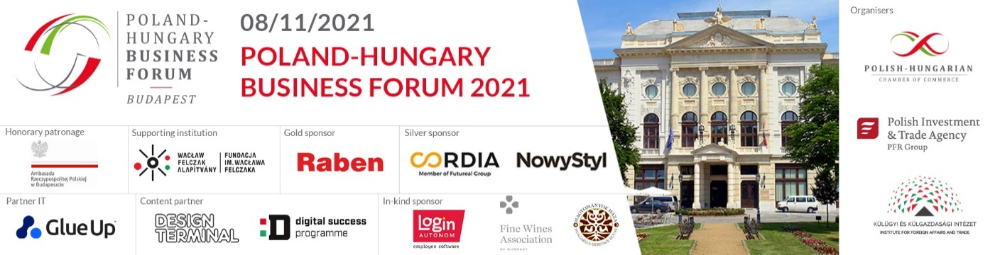 POLAND-
HUNGARY
BUSINESS
FORUM
BUDAPEST
08/11/2021
POLAND-HUNGARY
BUSINESS FORUM 2021
Honorary patronage
Ambasada
Rzeczypospolitej Polskiej
w Budapeszcie
Supporting institution
WACŁAW
FELCZAK
ALAPÍTVÁNY
FUNDACJA
IM. WACŁAWA
FELCZAKA
Gold sponsor
Raben
Silver sponsor
CORDIA
Member of Futureal Group
NowyStyl
Partner IT
Glue Up
Content partner
DESIGN
TERMINAL
digital success
programme
In-kind sponsor
Login
AUTONOM
employee software
Fine Wines
Association
OF HUNGARY
HAGYOMÁNYOK HÁZA
Organisers
POLISH-HUNGARIAN
CHAMBER OF COMMERCE
Polish Investment
& Trade Agency
PFR Group
KÜLÜGYI ÉS KÜLGAZDASÁGI INTÉZET
INSTITUTE FOR FOREIGN AFFAIRS AND TRADE